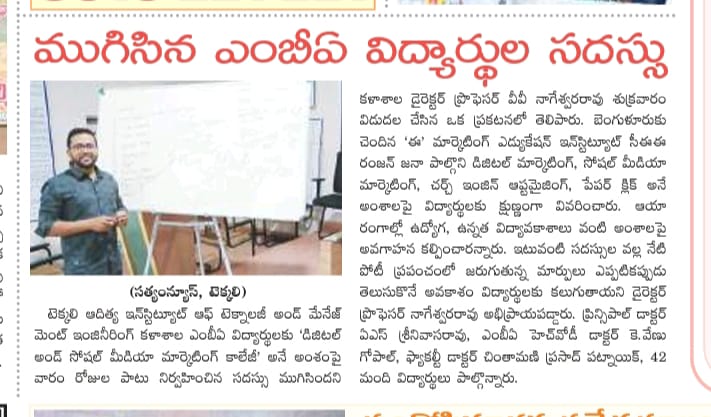 ముగిసిన ఎంబీఏ విద్యార్థుల సదస్సు
(సత్యంన్యూస్, టెక్కలి)
టెక్కలి ఆదిత్య ఇన్‌స్టిట్యూట్ ఆఫ్ టెక్నాలజీ అండ్ మేనేజ్
మెంట్ ఇంజినీరింగ్ కళాశాల ఎంబీఏ విద్యార్థులకు 'డిజిటల్
అండ్ సోషల్ మీడియా మార్కెటింగ్ కాలేజీ' అనే అంశంపై
వారం రోజుల పాటు నిర్వహించిన సదస్సు ముగిసిందని
కళాశాల డైరెక్టర్ ప్రొఫెసర్ వీవీ నాగేశ్వరరావు శుక్రవారం
విడుదల చేసిన ఒక ప్రకటనలో తెలిపారు. బెంగుళూరుకు
చెందిన 'ఈ' మార్కెటింగ్ ఎడ్యుకేషన్ ఇన్‌స్టిట్యూట్ సీఈఈ
రంజన్ జనా పాల్గొని డిజిటల్ మార్కెటింగ్, సోషల్ మీడియా
మార్కెటింగ్, చర్చ్ ఇంజిన్ ఆప్టమైజింగ్, పేపర్ క్లిక్ అనే
అంశాలపై విద్యార్థులకు క్షుణ్ణంగా వివరించారు. ఆయా
రంగాల్లో ఉద్యోగ, ఉన్నత విద్యావకాశాలు వంటి అంశాలపై
అవగాహన కల్పించారన్నారు. ఇటువంటి సదస్సుల వల్ల నేటి
పోటీ ప్రపంచంలో జరుగుతున్న మార్పులు ఎప్పటికప్పుడు
తెలుసుకొనే అవకాశం విద్యార్థులకు కలుగుతాయని డైరెక్టర్
ప్రొఫెసర్ నాగేశ్వరరావు అభిప్రాయపడ్డారు. ప్రిన్సిపాల్ డాక్టర్
ఏఎస్ శ్రీనివాసరావు, ఎంబీఏ హెచ్‌వోడీ డాక్టర్ కె.వేణు
గోపాల్, ఫ్యాకల్టీ డాక్టర్ చింతామణి ప్రసాద్ పట్నాయక్, 42
మంది విద్యార్థులు పాల్గొన్నారు.